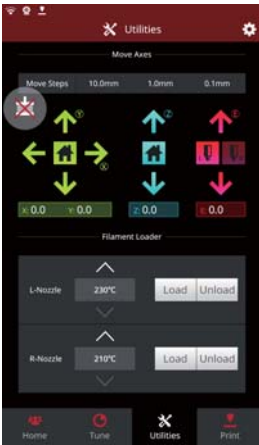 Utilities
Move Axes
Move Steps 10.0mm 1.0mm 0.1mm
Y Z E:
X
X: 0.0 Y: 0.0 Z: 0.0 E: 0.0
Filament Loader
L-Nozzle 230°C Load Unload
R-Nozzle 210°C Load Unload
Home Tune Utilities Print